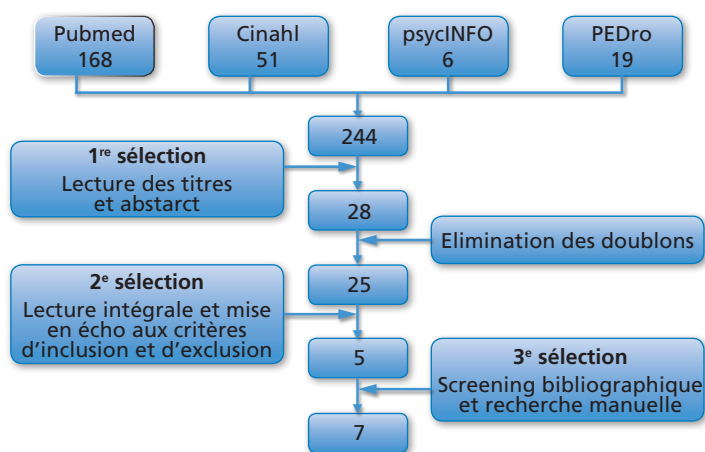 Pubmed
168
Cinahl
51
psycINFO
6
PEDro
19
244
1re sélection
Lecture des titres
et abstarct
28
Elimination des doublons
25
2e sélection
Lecture intégrale et mise
en écho aux critères
d'inclusion et d'exclusion
5
3e sélection
Screening bibliographique
et recherche manuelle
7